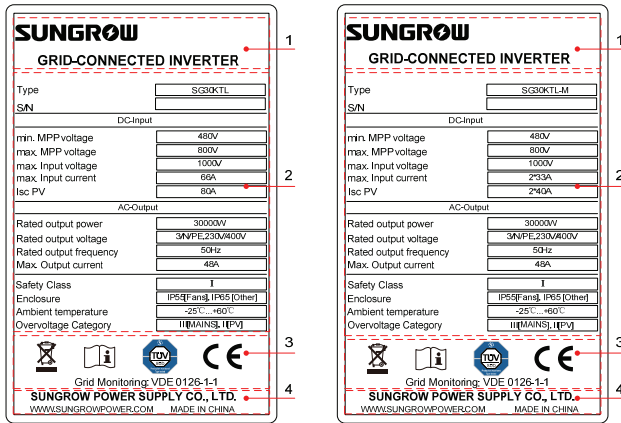 SUNGROW
GRID-CONNECTED INVERTER
1
Type SG30KTL
S/N
DC-Input
min. MPP voltage 480V
max. MPP voltage 800V
max. Input voltage 1000V
max. Input current 66A
Isc PV 80A
2
AC-Output
Rated output power 30000W
Rated output voltage 3/N/PE,230V/400V
Rated output frequency 50Hz
Max. Output current 48A
Safety Class I
Enclosure IP55[Fans], IP65 [Other]
Ambient temperature -25℃...+60℃
Overvoltage Category III[MAINS], II[PV]
i
TÜV
CE
3
Grid Monitoring: VDE 0126-1-1
SUNGROW POWER SUPPLY CO., LTD.
4
WWW.SUNGROWPOWER.COM MADE IN CHINA
SUNGROW
GRID-CONNECTED INVERTER
1
Type SG30KTL-M
S/N
DC-Input
min. MPP voltage 480V
max. MPP voltage 800V
max. Input voltage 1000V
max. Input current 2*33A
Isc PV 2*40A
2
AC-Output
Rated output power 30000W
Rated output voltage 3/N/PE,230V/400V
Rated output frequency 50Hz
Max. Output current 48A
Safety Class I
Enclosure IP55[Fans], IP65 [Other]
Ambient temperature -25℃...+60℃
Overvoltage Category III[MAINS], II[PV]
i
TÜV
CE
3
Grid Monitoring: VDE 0126-1-1
SUNGROW POWER SUPPLY CO., LTD.
4
WWW.SUNGROWPOWER.COM MADE IN CHINA